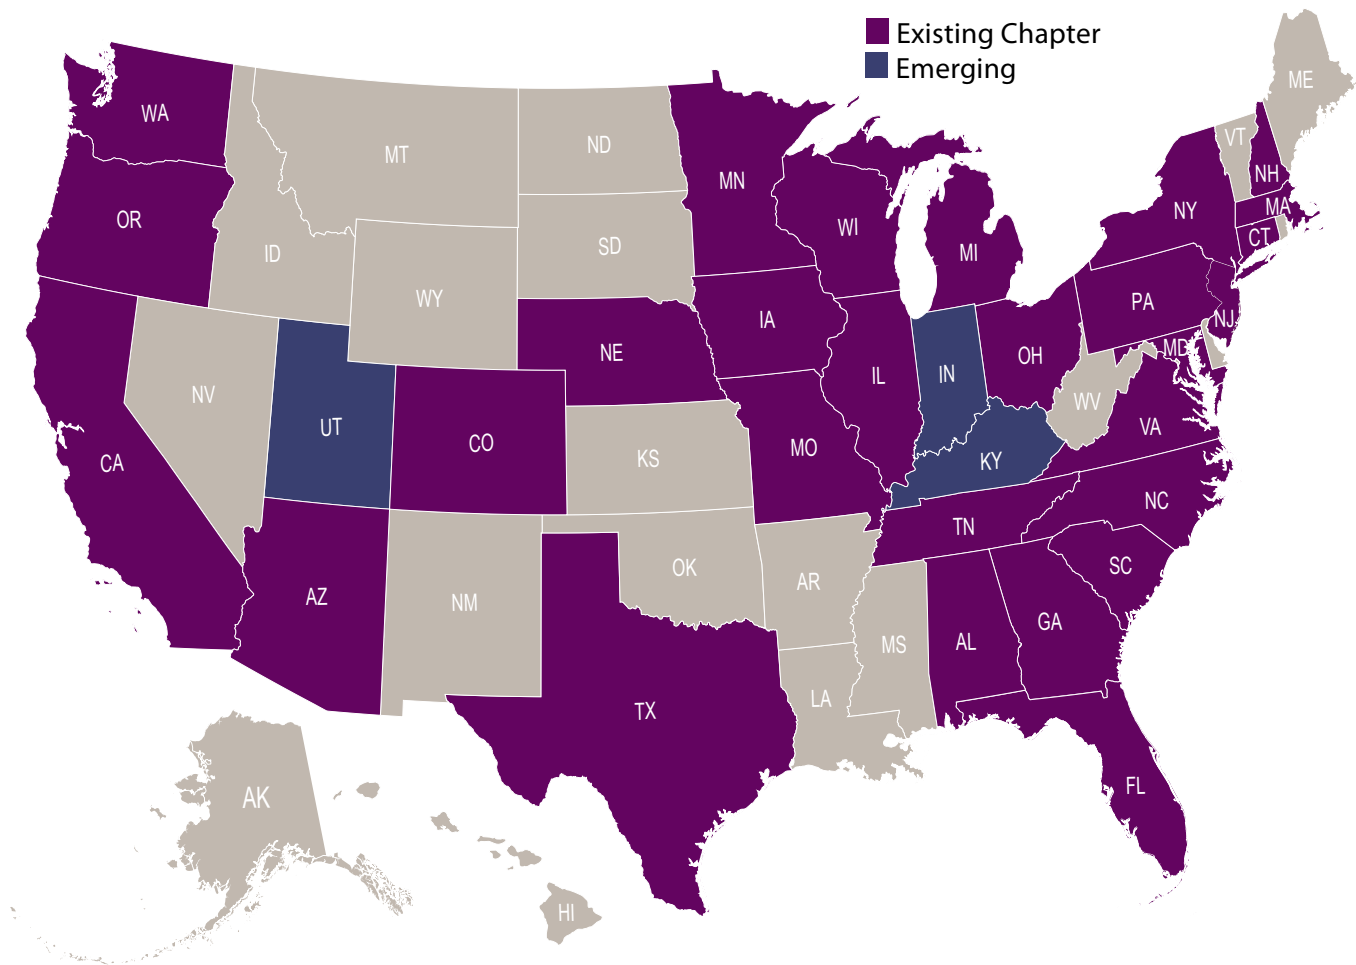 Existing Chapter
Emerging
ME
WA
MT
ND
VT
MN
NH
OR
NY
MA
WI
CT
SD
ID
MI
WY
PA
IA
NJ
MD
NE
OH
IL
IN
NV
WV
UT
VA
CO
MO
KS
KY
CA
NC
TN
OK
SC
AR
AZ
NM
GA
AL
MS
LA
TX
FL
AK
HI